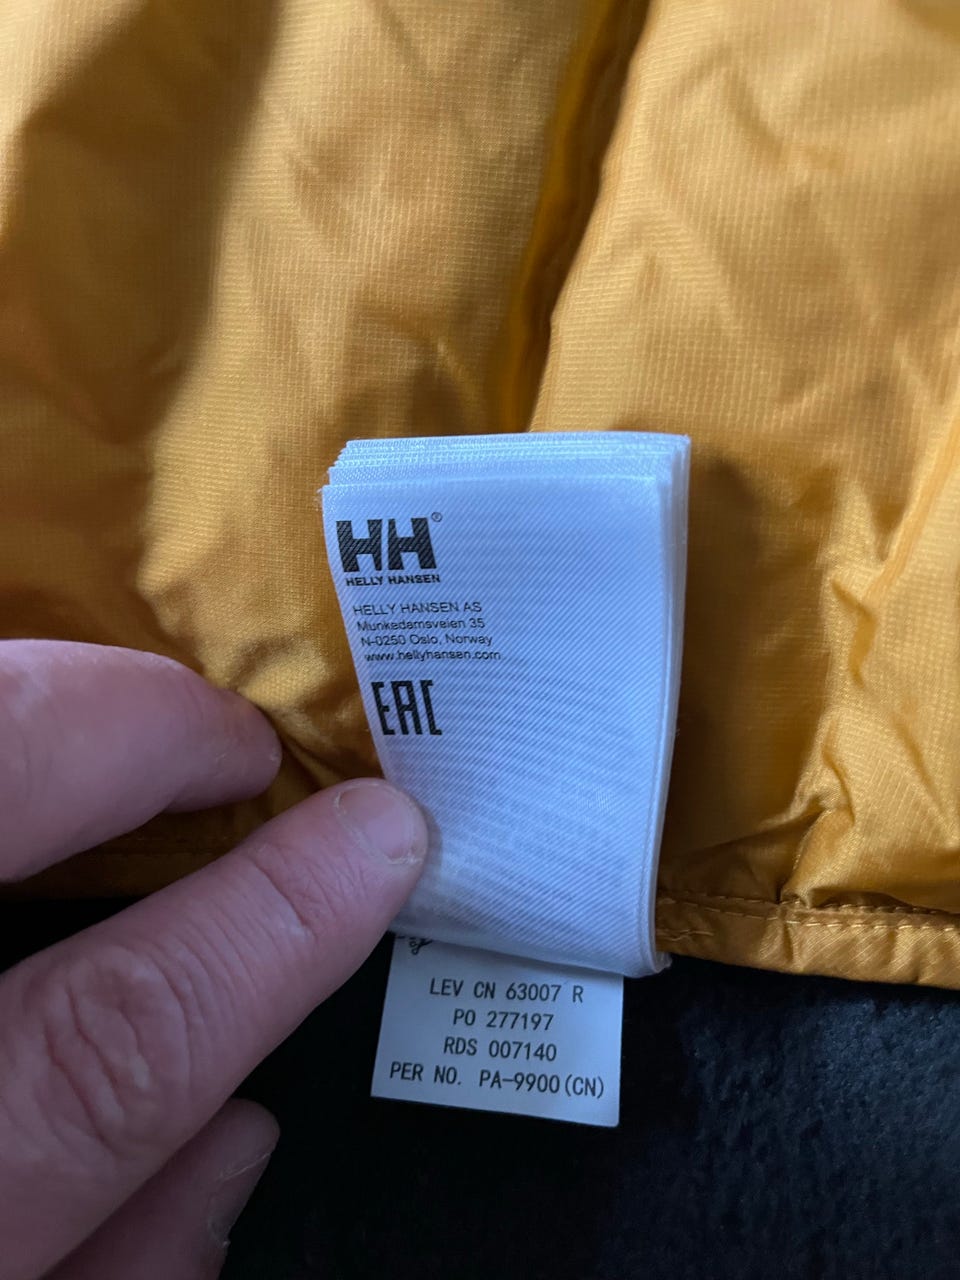 HH®
HELLY HANSEN
HELLY HANSEN AS
Munkedamsveien 35
N-0250 Oslo, Norway
www.hellyhansen.com
EAC
LEV CN 63007 R
PO 277197
RDS 007140
PER NO. PA-9900(CN)